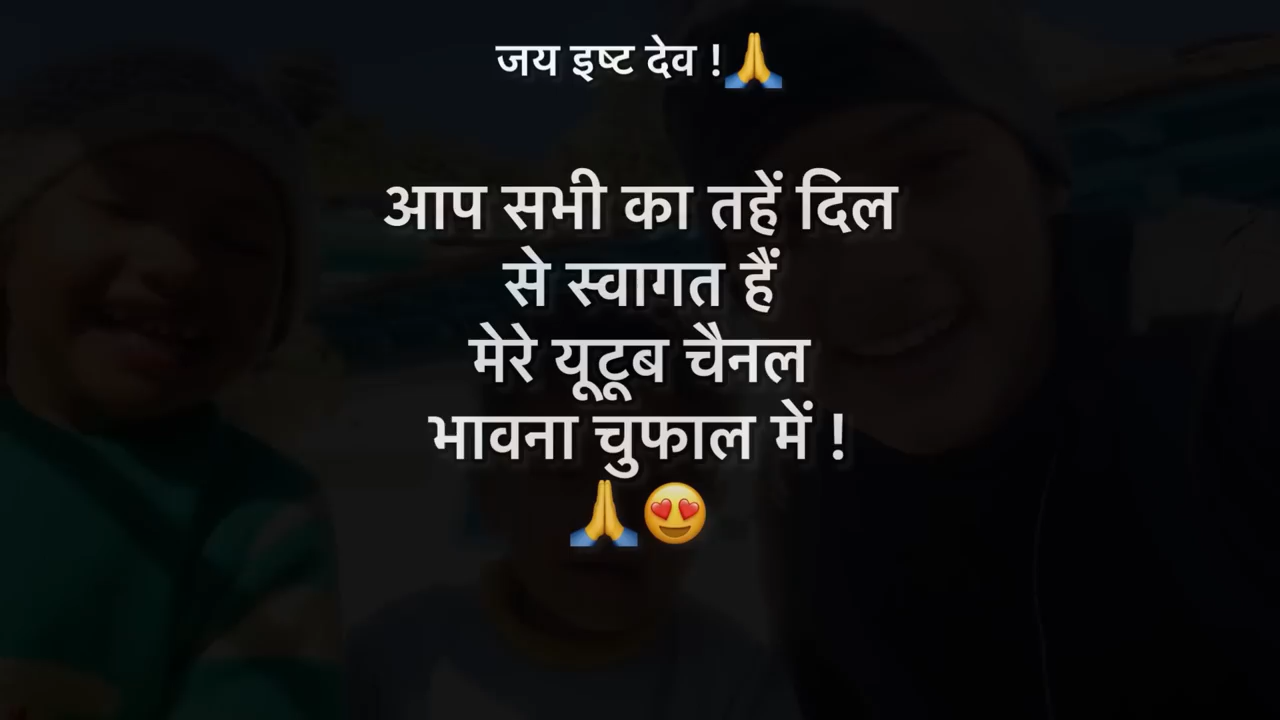 जय इष्ट देव !🙏
आप सभी का तहें दिल
से स्वागत हैं
मेरे यूटूब चैनल
भावना चुफाल में !
🙏😍